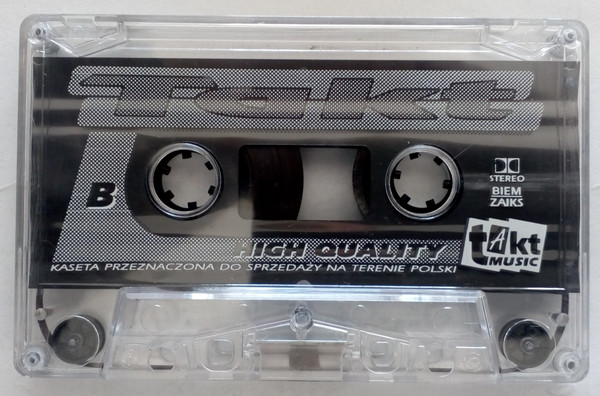 Takt
B
STEREO
BIEM
ZAIKS
HIGH QUALITY
tAkt
MUSIC
KASETA PRZEZNACZONA DO SPRZEDAŻY NA TERENIE POLSKI